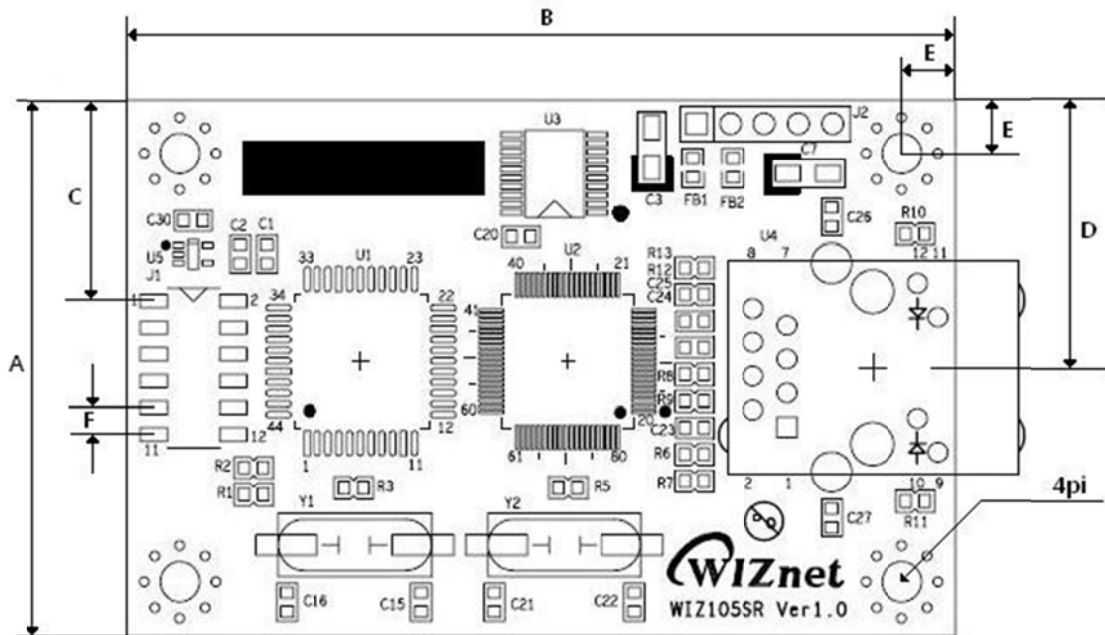 B
E
E
C
D
A
F
4pi
U3
J2
C7
C3
FB1
FB2
C30
C2
C1
C20
C26
R10
U5
J1
33
U1
23
U2
40
21
R13
R12
C25
C24
U4
8
7
12
11
1
2
34
22
41
60
20
R8
R9
C23
R6
R7
11
12
44
12
1
11
61
80
2
1
10
9
R11
R2
R1
R3
R5
Y1
Y2
C27
C16
C15
C21
C22
WIZnet
WIZ105SR Ver1.0